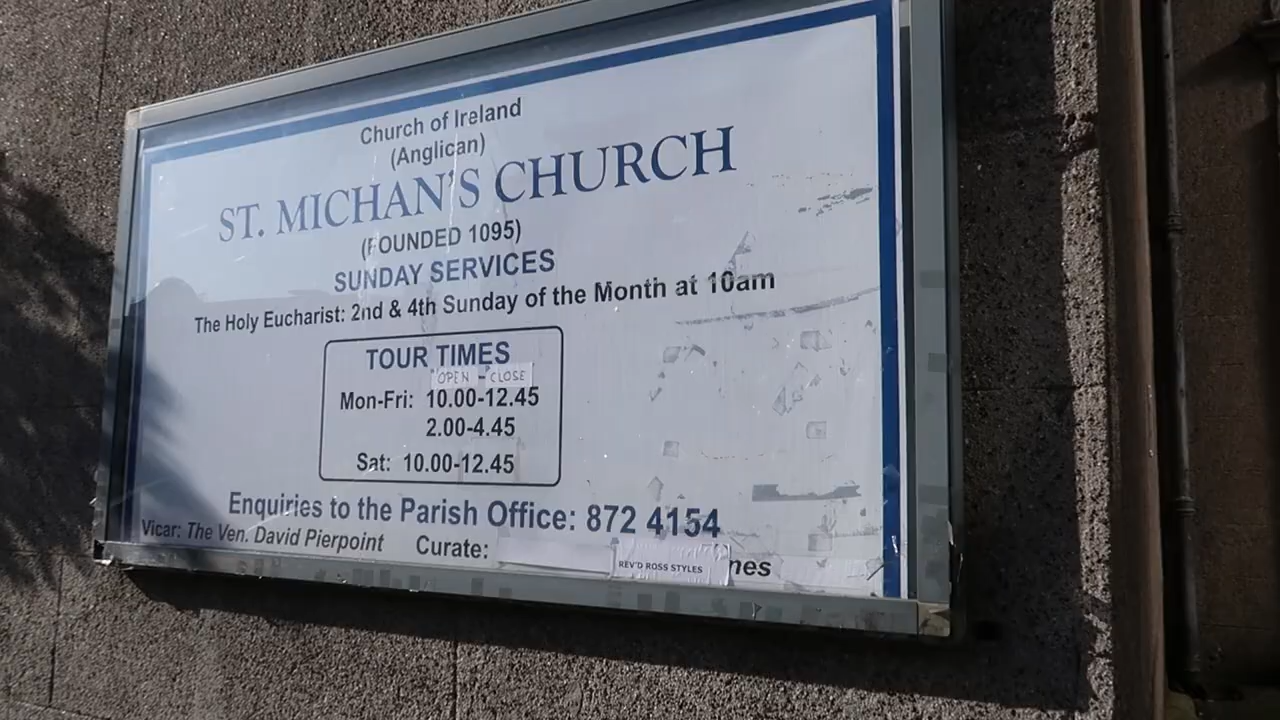 Church of Ireland
(Anglican)
ST. MICHAN'S CHURCH
(FOUNDED 1095)
SUNDAY SERVICES
The Holy Eucharist: 2nd & 4th Sunday of the Month at 10am
TOUR TIMES
OPEN - CLOSE
Mon-Fri: 10.00-12.45
2.00-4.45
Sat: 10.00-12.45
Enquiries to the Parish Office: 872 4154
Vicar: The Ven. David Pierpoint Curate: REV'D ROSS STYLES